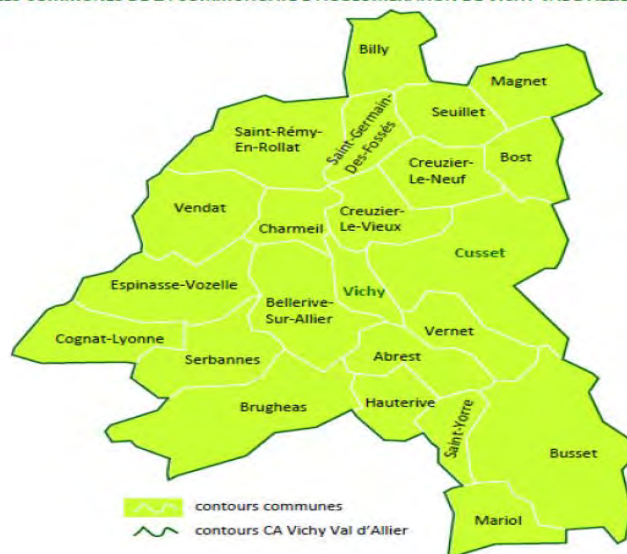 Billy
Magnet
Seuillet
Saint-Germain-
Des-Fossés
Saint-Rémy-
En-Rollat
Creuzier-
Le-Neuf
Bost
Vendat
Charmeil
Creuzier-
Le-Vieux
Cusset
Espinasse-Vozelle
Vichy
Bellerive-
Sur-Allier
Cognat-Lyonne
Vernet
Serbannes
Abrest
Brugheas
Hauterive
Saint-Yorre
Busset
Mariol
contours communes
contours CA Vichy Val d'Allier